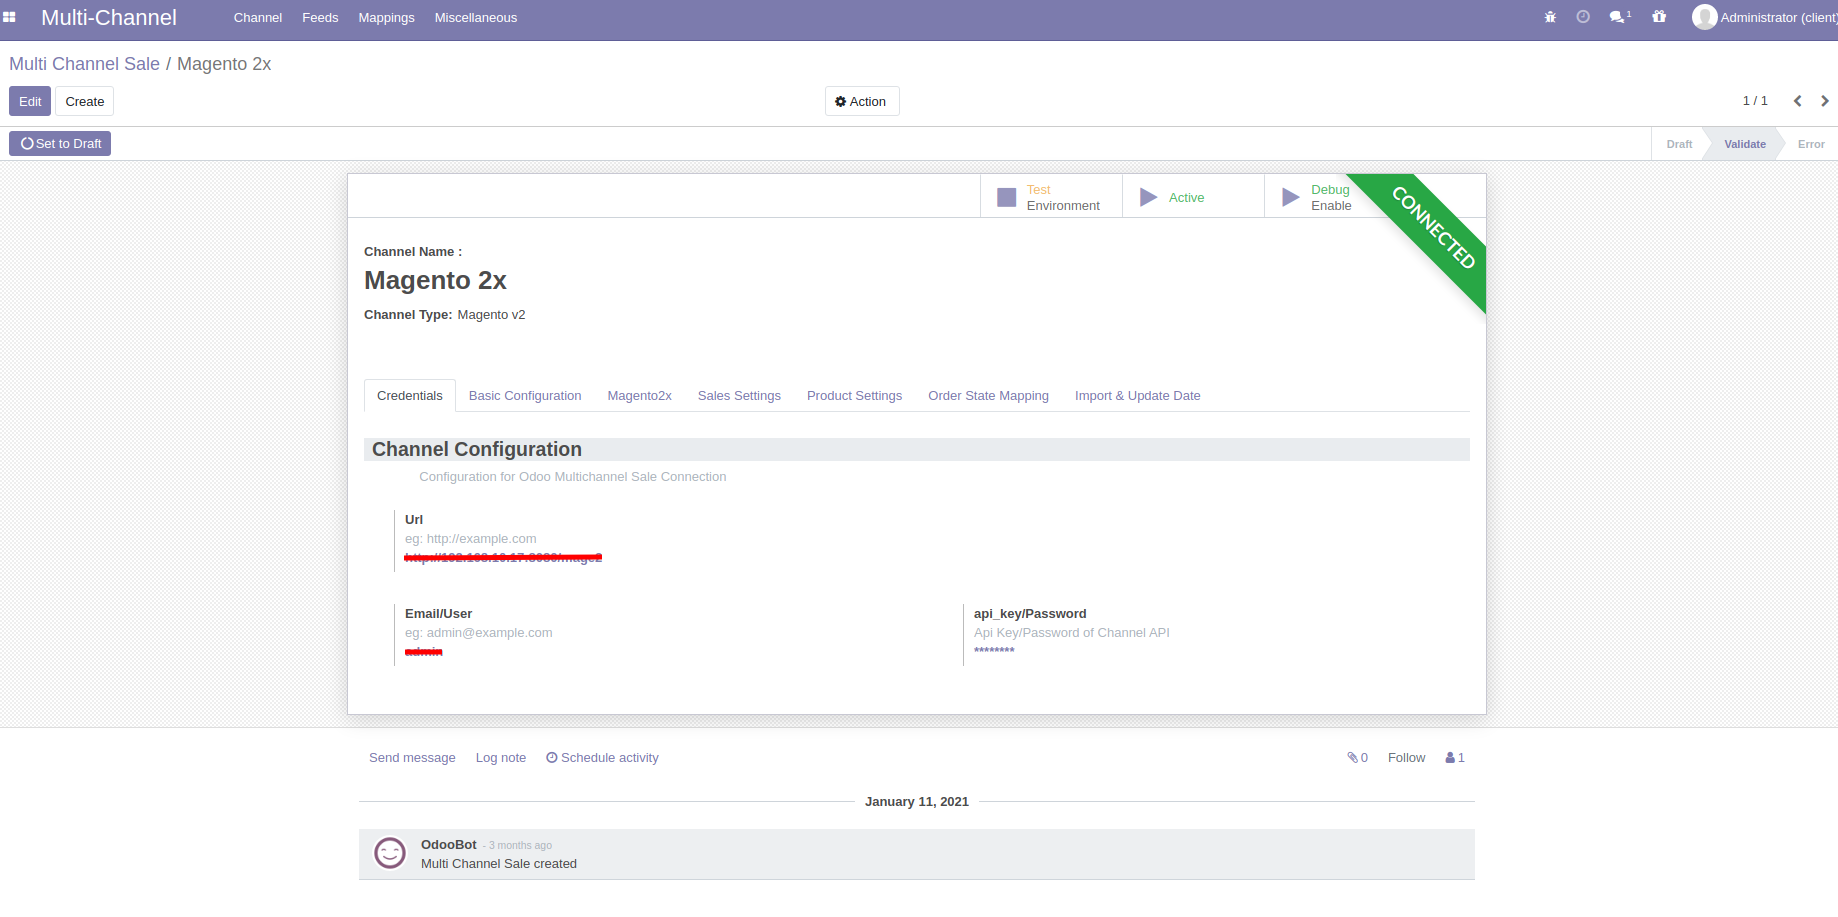 Multi-Channel Channel Feeds Mappings Miscellaneous 1 Administrator (client)
Multi Channel Sale / Magento 2x
Edit Create Action 1 / 1
Set to Draft Draft Validate Error
Test Environment Active Debug Enable CONNECTED
Channel Name :
Magento 2x
Channel Type: Magento v2
Credentials Basic Configuration Magento2x Sales Settings Product Settings Order State Mapping Import & Update Date
Channel Configuration
Configuration for Odoo Multichannel Sale Connection
Url
eg: http://example.com
Email/User api_key/Password
eg: admin@example.com Api Key/Password of Channel API
********
Send message Log note Schedule activity 0 Follow 1
January 11, 2021
OdooBot - 3 months ago
Multi Channel Sale created